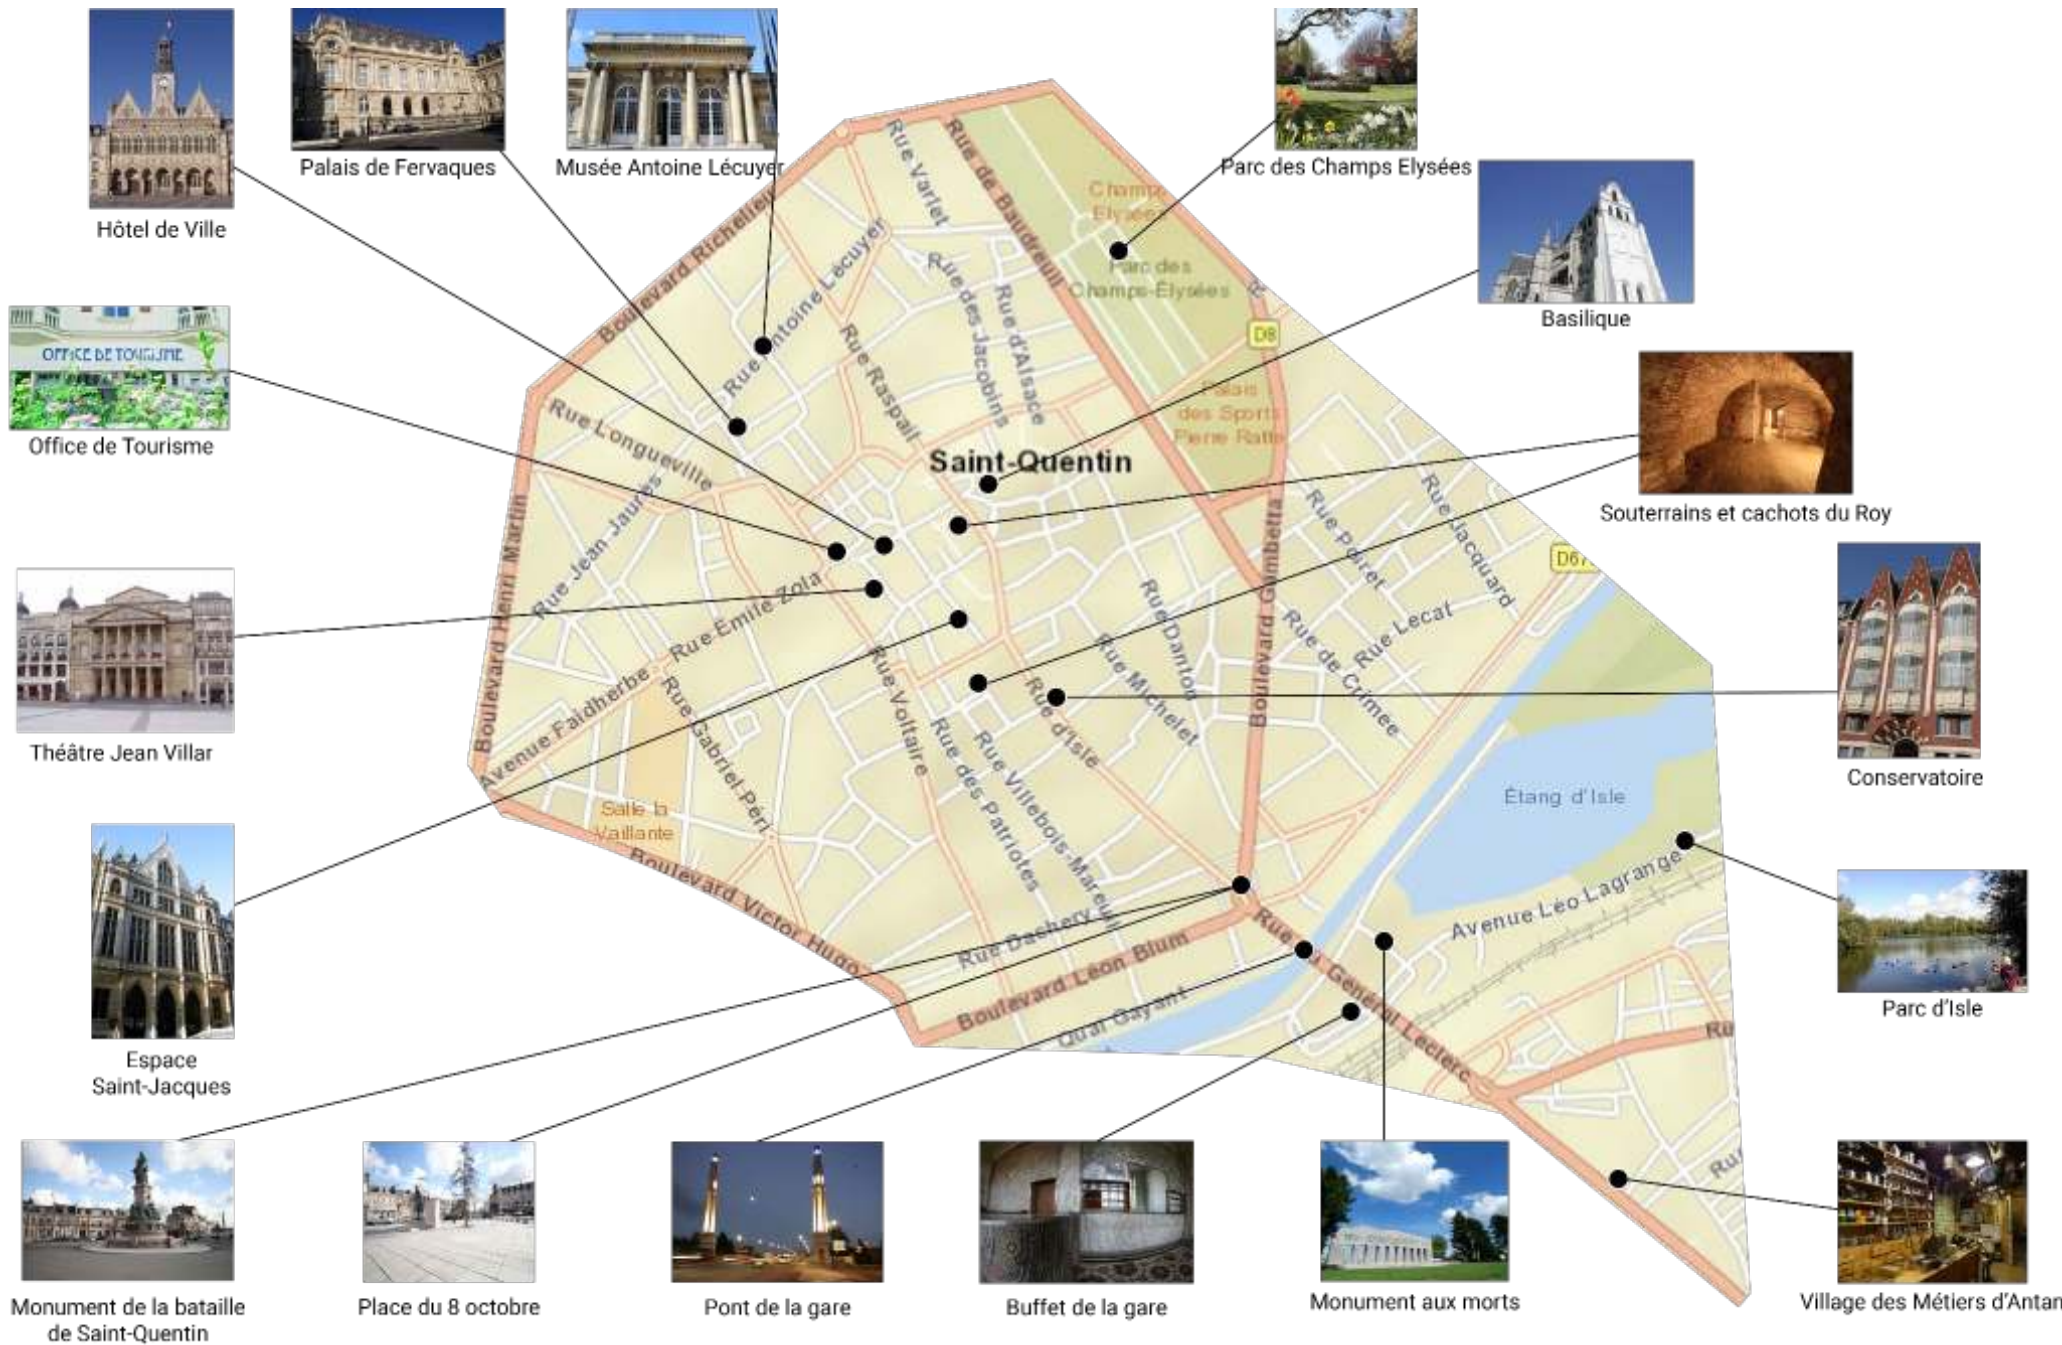 Hôtel de Ville
Palais de Fervaques
Musée Antoine Lécuyer
Parc des Champs Elysées
Basilique
OFFICE DE TOURISME
Office de Tourisme
Souterrains et cachots du Roy
Théâtre Jean Villar
Conservatoire
Espace
Saint-Jacques
Parc d'Isle
Monument de la bataille
de Saint-Quentin
Place du 8 octobre
Pont de la gare
Buffet de la gare
Monument aux morts
Village des Métiers d'Antan
Rue Varlet
Rue de Baudreuil
Champs
Elysées
Parc des
Champs-Élysées
Boulevard Richelieu
Rue Antoine Lécuyer
Rue des Jacobins
Rue d'Alsace
Rue Raspail
D8
Palais
des Sports
Pierre Ratte
Rue Longueville
Saint-Quentin
Rue Jean Jaurès
Boulevard Henri Martin
Rue Poiret
Rue Jacquard
D67
Boulevard Gambetta
Rue Emile Zola
Rue Danton
Rue Lecat
Rue de Crimée
Rue Michelet
Avenue Faidherbe
Rue Voltaire
Rue Gabriel Péri
Rue d'Isle
Rue des Patriotes
Rue Villebois-Mareuil
Étang d'Isle
Salle la
Vaillante
Boulevard Victor Hugo
Avenue Léo Lagrange
Rue Dachery
Boulevard Léon Blum
Quai Gayant
Rue du Général Leclerc
Ru
Rue